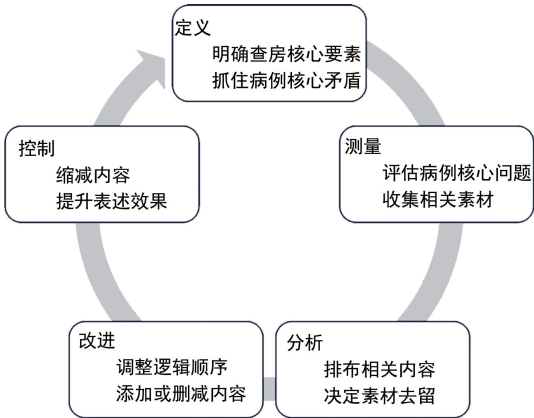 定义
明确查房核心要素
抓住病例核心矛盾
测量
评估病例核心问题
收集相关素材
分析
排布相关内容
决定素材去留
改进
调整逻辑顺序
添加或删减内容
控制
缩减内容
提升表述效果